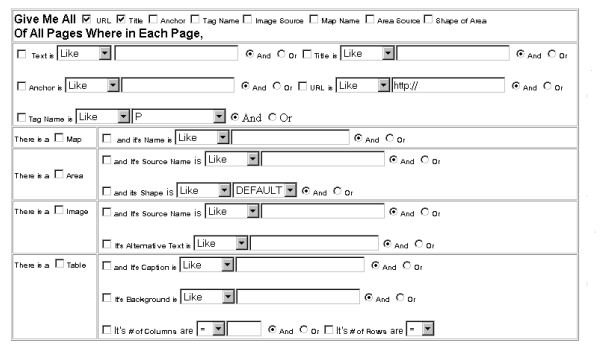 Give Me All URL Title Anchor Tag Name Image Source Map Name Area Source Shape of Area
Of All Pages Where in Each Page,
Text is Like And Or Title is Like And Or
Anchor is Like And Or URL is Like http:// And Or
Tag Name is Like P And Or
There is a Map and it's Name is Like And Or
There is a Area and It's Source Name is Like And Or
and its Shape is Like DEFAULT And Or
There is a Image and It's Source Name is Like And Or
It's Alternative Text is Like And Or
There is a Table and It's Caption is Like And Or
It's Background is Like And Or
It's # of Columns are = And Or It's # of Rows are =